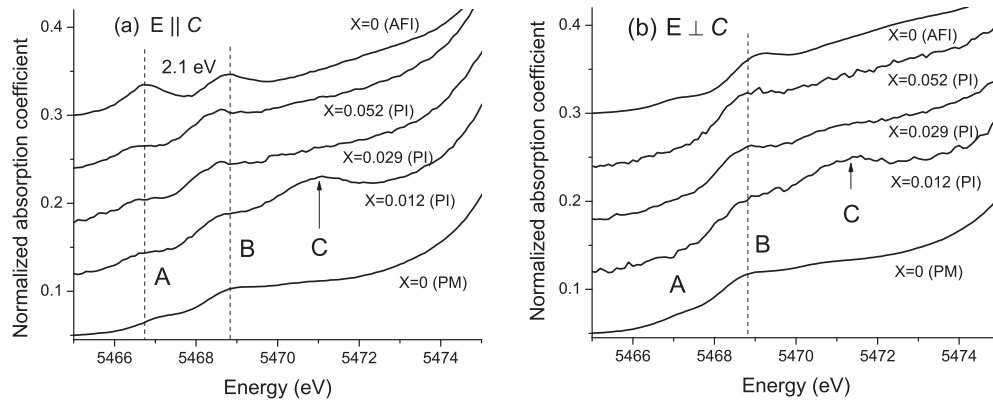 (a) E || C
2.1 eV
X=0 (AFI)
X=0.052 (PI)
X=0.029 (PI)
X=0.012 (PI)
A
B
C
X=0 (PM)
0.4
0.3
0.2
0.1
5466
5468
5470
5472
5474
Energy (eV)
Normalized absorption coefficient
(b) E ⊥ C
X=0 (AFI)
X=0.052 (PI)
X=0.029 (PI)
X=0.012 (PI)
A
B
C
X=0 (PM)
0.4
0.3
0.2
0.1
5466
5468
5470
5472
5474
Energy (eV)
Normalized absorption coefficient